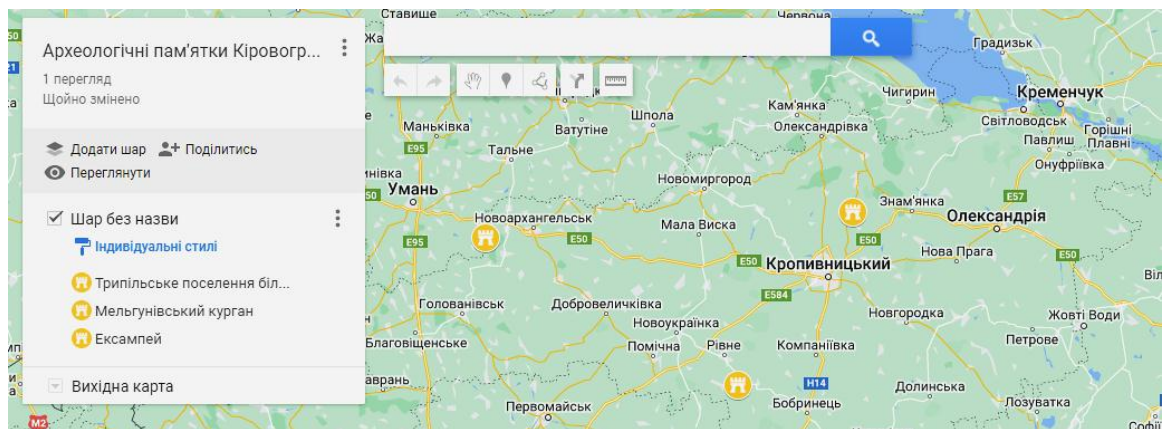 Археологічні пам'ятки Кіровогр...
1 перегляд
Щойно змінено
Додати шар
Поділитись
Переглянути
Шар без назви
Індивідуальні стилі
Трипільське поселення біл...
Мельгунівський курган
Ексампей
Вихідна карта
Ставище
Червона
Градизьк
Чигирин
Кременчук
Кам'янка
Світловодськ
Горішні
Плавні
Шпола
Олександрівка
Павлиш
Маньківка
Ватутіне
Онуфріївка
E95
Тальне
Новомиргород
Умань
E57
Знам'янка
Олександрія
Новоархангельськ
Мала Виска
E95
E50
E50
Нова Прага
E50
E50
Кропивницький
Віл
E584
Голованівськ
Добровеличківка
Новгородка
Жовті Води
Новоукраїнка
Благовіщенське
Помічна
Рівне
Компаніївка
Петрове
аврань
H14
Долинська
Бобринець
Первомайськ
Лозуватка
M2
Софії